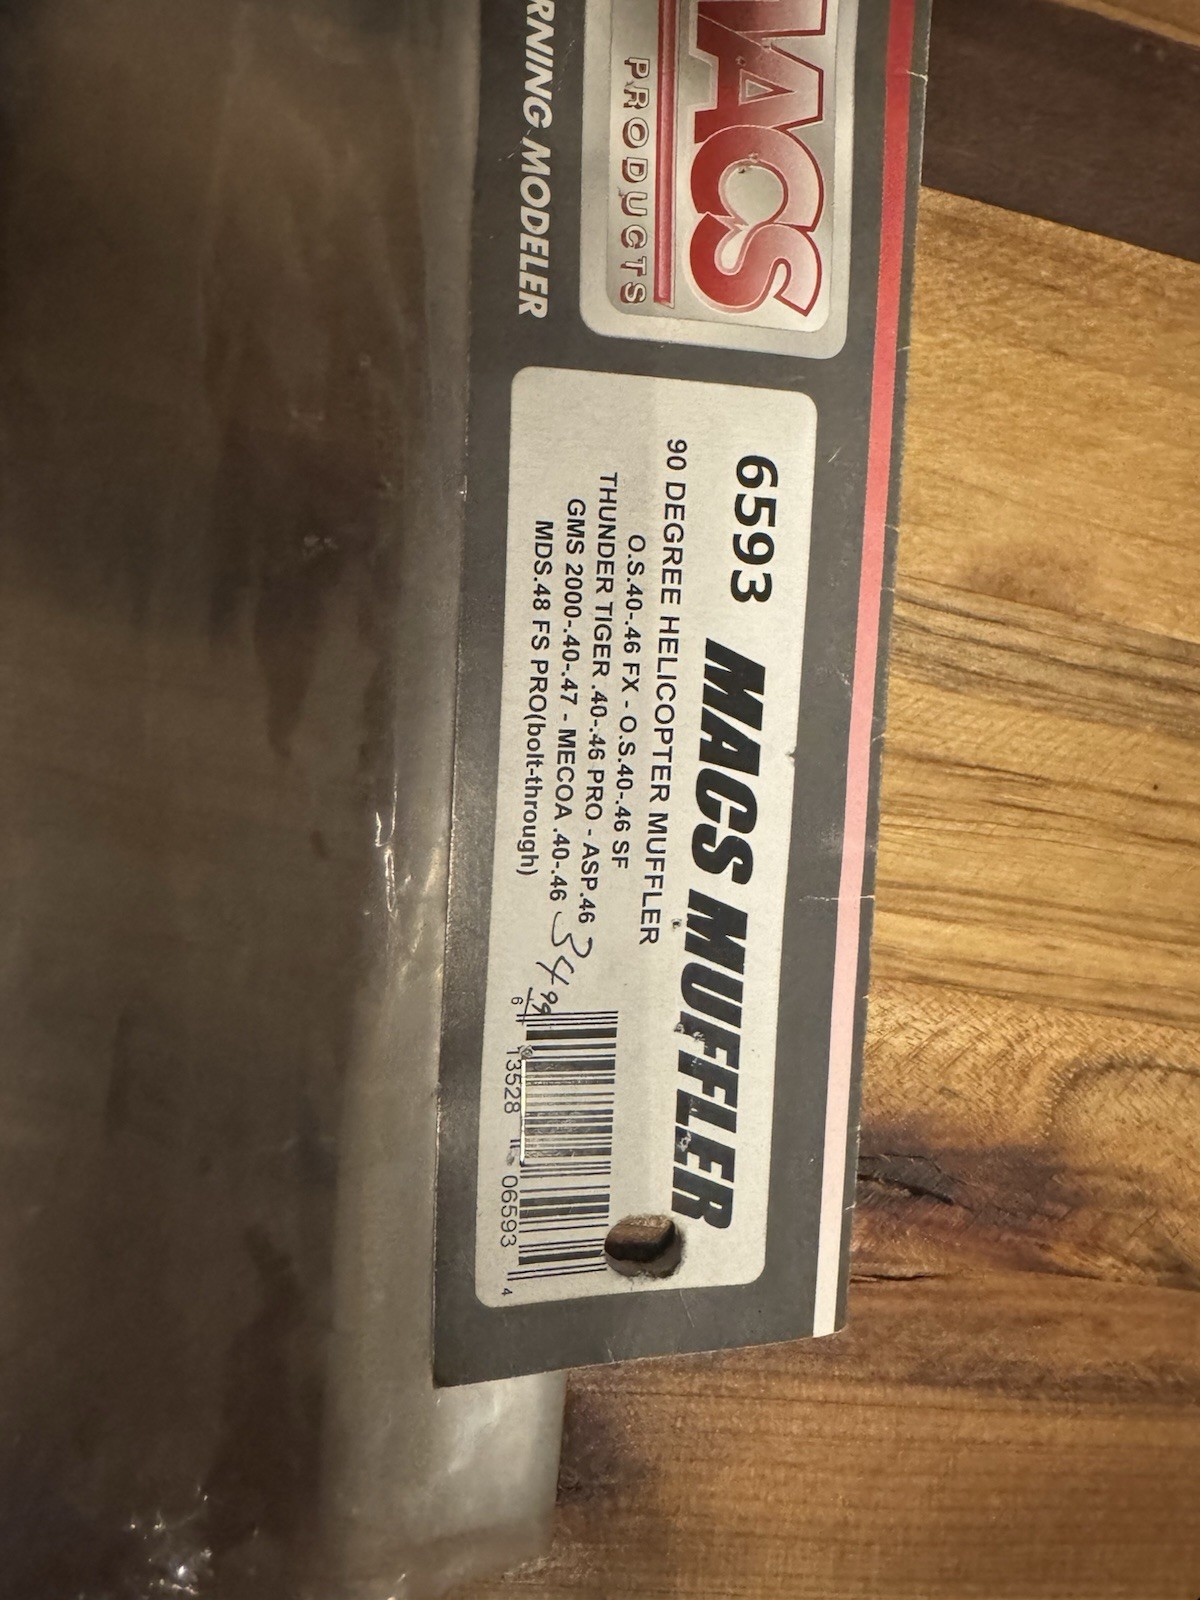 MACS
PRODUCTS
MODELER
6593 MACS MUFFLER
90 DEGREE HELICOPTER MUFFLER
O.S.40-.46 FX - O.S.40-.46 SF
THUNDER TIGER .40-.46 PRO - ASP.46
GMS 2000-.40-.47 - MECOA .40-.46
MDS.48 FS PRO(bolt-through)
34 99
6 13528 06593 4